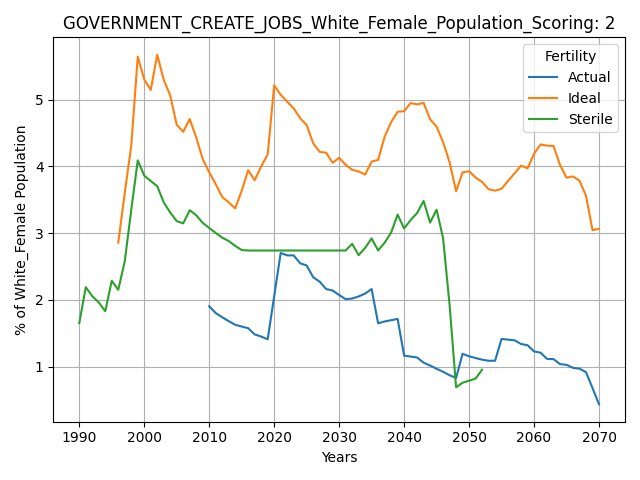 GOVERNMENT_CREATE_JOBS_White_Female_Population_Scoring: 2
Fertility
Actual
Ideal
Sterile
% of White_Female Population
5
4
3
2
1
1990 2000 2010 2020 2030 2040 2050 2060 2070
Years